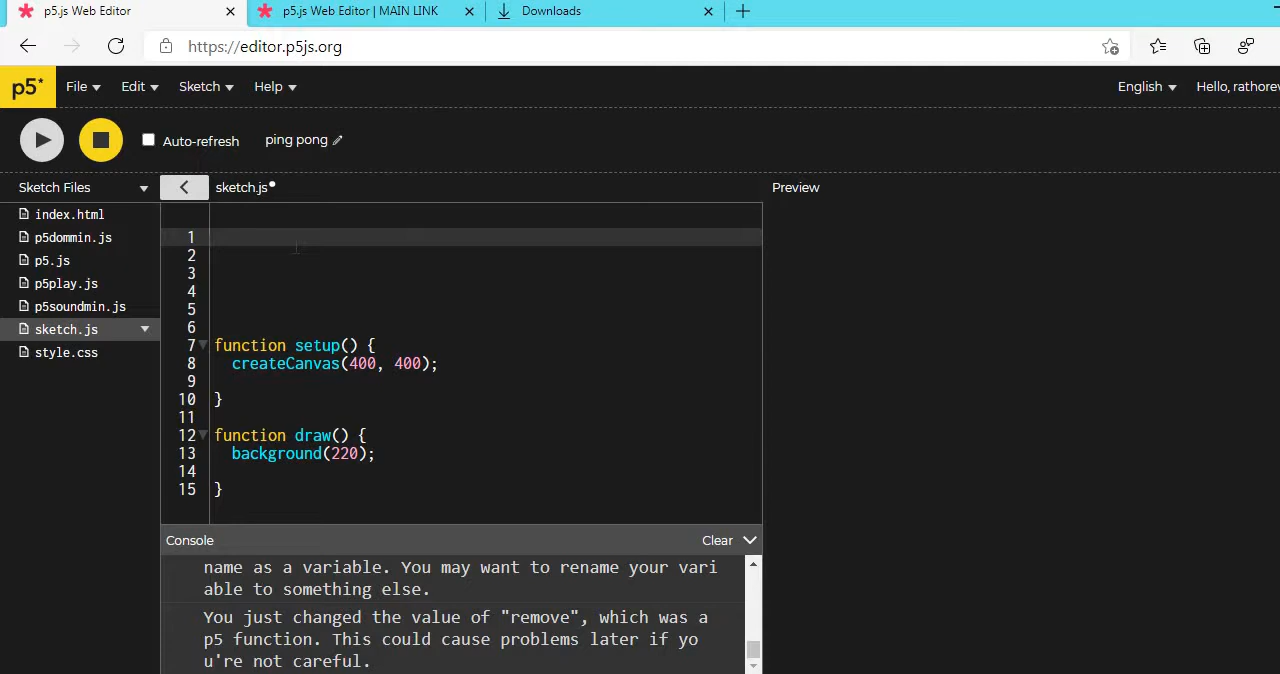 p5.js Web Editor
p5.js Web Editor | MAIN LINK
Downloads
https://editor.p5js.org
p5*
File
Edit
Sketch
Help
English
Hello, rathorev
Auto-refresh
ping pong
Sketch Files
sketch.js
Preview
index.html
p5dommin.js
p5.js
p5play.js
p5soundmin.js
sketch.js
style.css
1
2
3
4
5
6
7 function setup() {
8 createCanvas(400, 400);
9
10 }
11
12 function draw() {
13 background(220);
14
15 }
Console
Clear
name as a variable. You may want to rename your vari
able to something else.
You just changed the value of "remove", which was a
p5 function. This could cause problems later if yo
u're not careful.